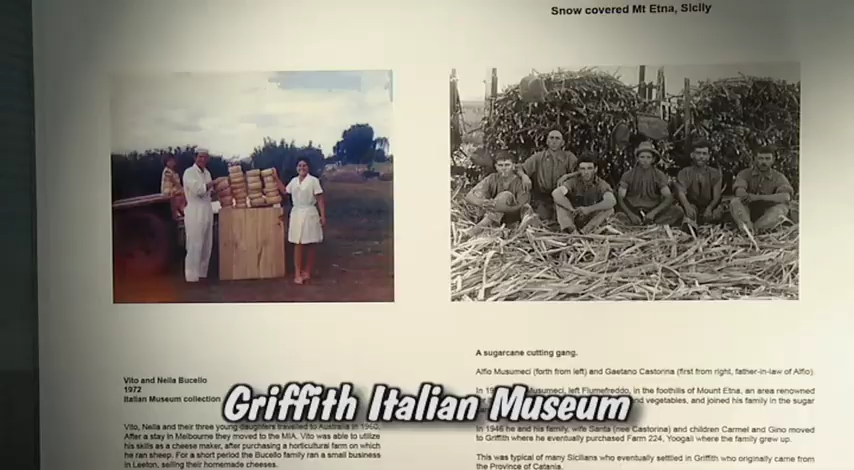 Snow covered Mt Etna, Sicily
Vito and Nella Bucello
1972
Italian Museum collection
Vito, Nella and their three young daughters travelled to Australia in 1960.
After a stay in Melbourne they moved to the MIA. Vito was able to utilize
his skills as a cheese maker, after purchasing a horticultural farm on which
he ran sheep. For a short period the Bucello family ran a small business
in Leeton, selling their homemade cheeses.
A sugarcane cutting gang.
Alfio Musumeci (forth from left) and Gaetano Castorina (first from right, father-in-law of Alfio).
Musumeci, left Fiumefreddo, in the foothills of Mount Etna, an area renowned
and vegetables, and joined his family in the sugar
In 1946 he and his family, wife Santa (nee Castorina) and children Carmel and Gino moved
to Griffith where he eventually purchased Farm 224, Yoogali where the family grew up.
This was typical of many Sicilians who eventually settled in Griffith who originally came from
the Province of Catania.
Griffith Italian Museum